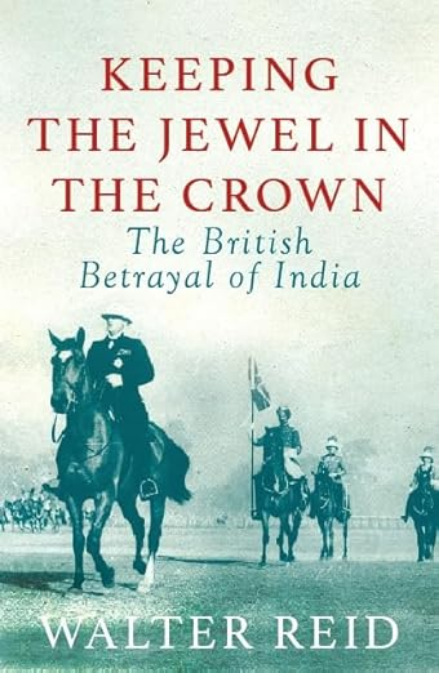 KEEPING
THE JEWEL IN
THE CROWN
The British
Betrayal of India
WALTER REID